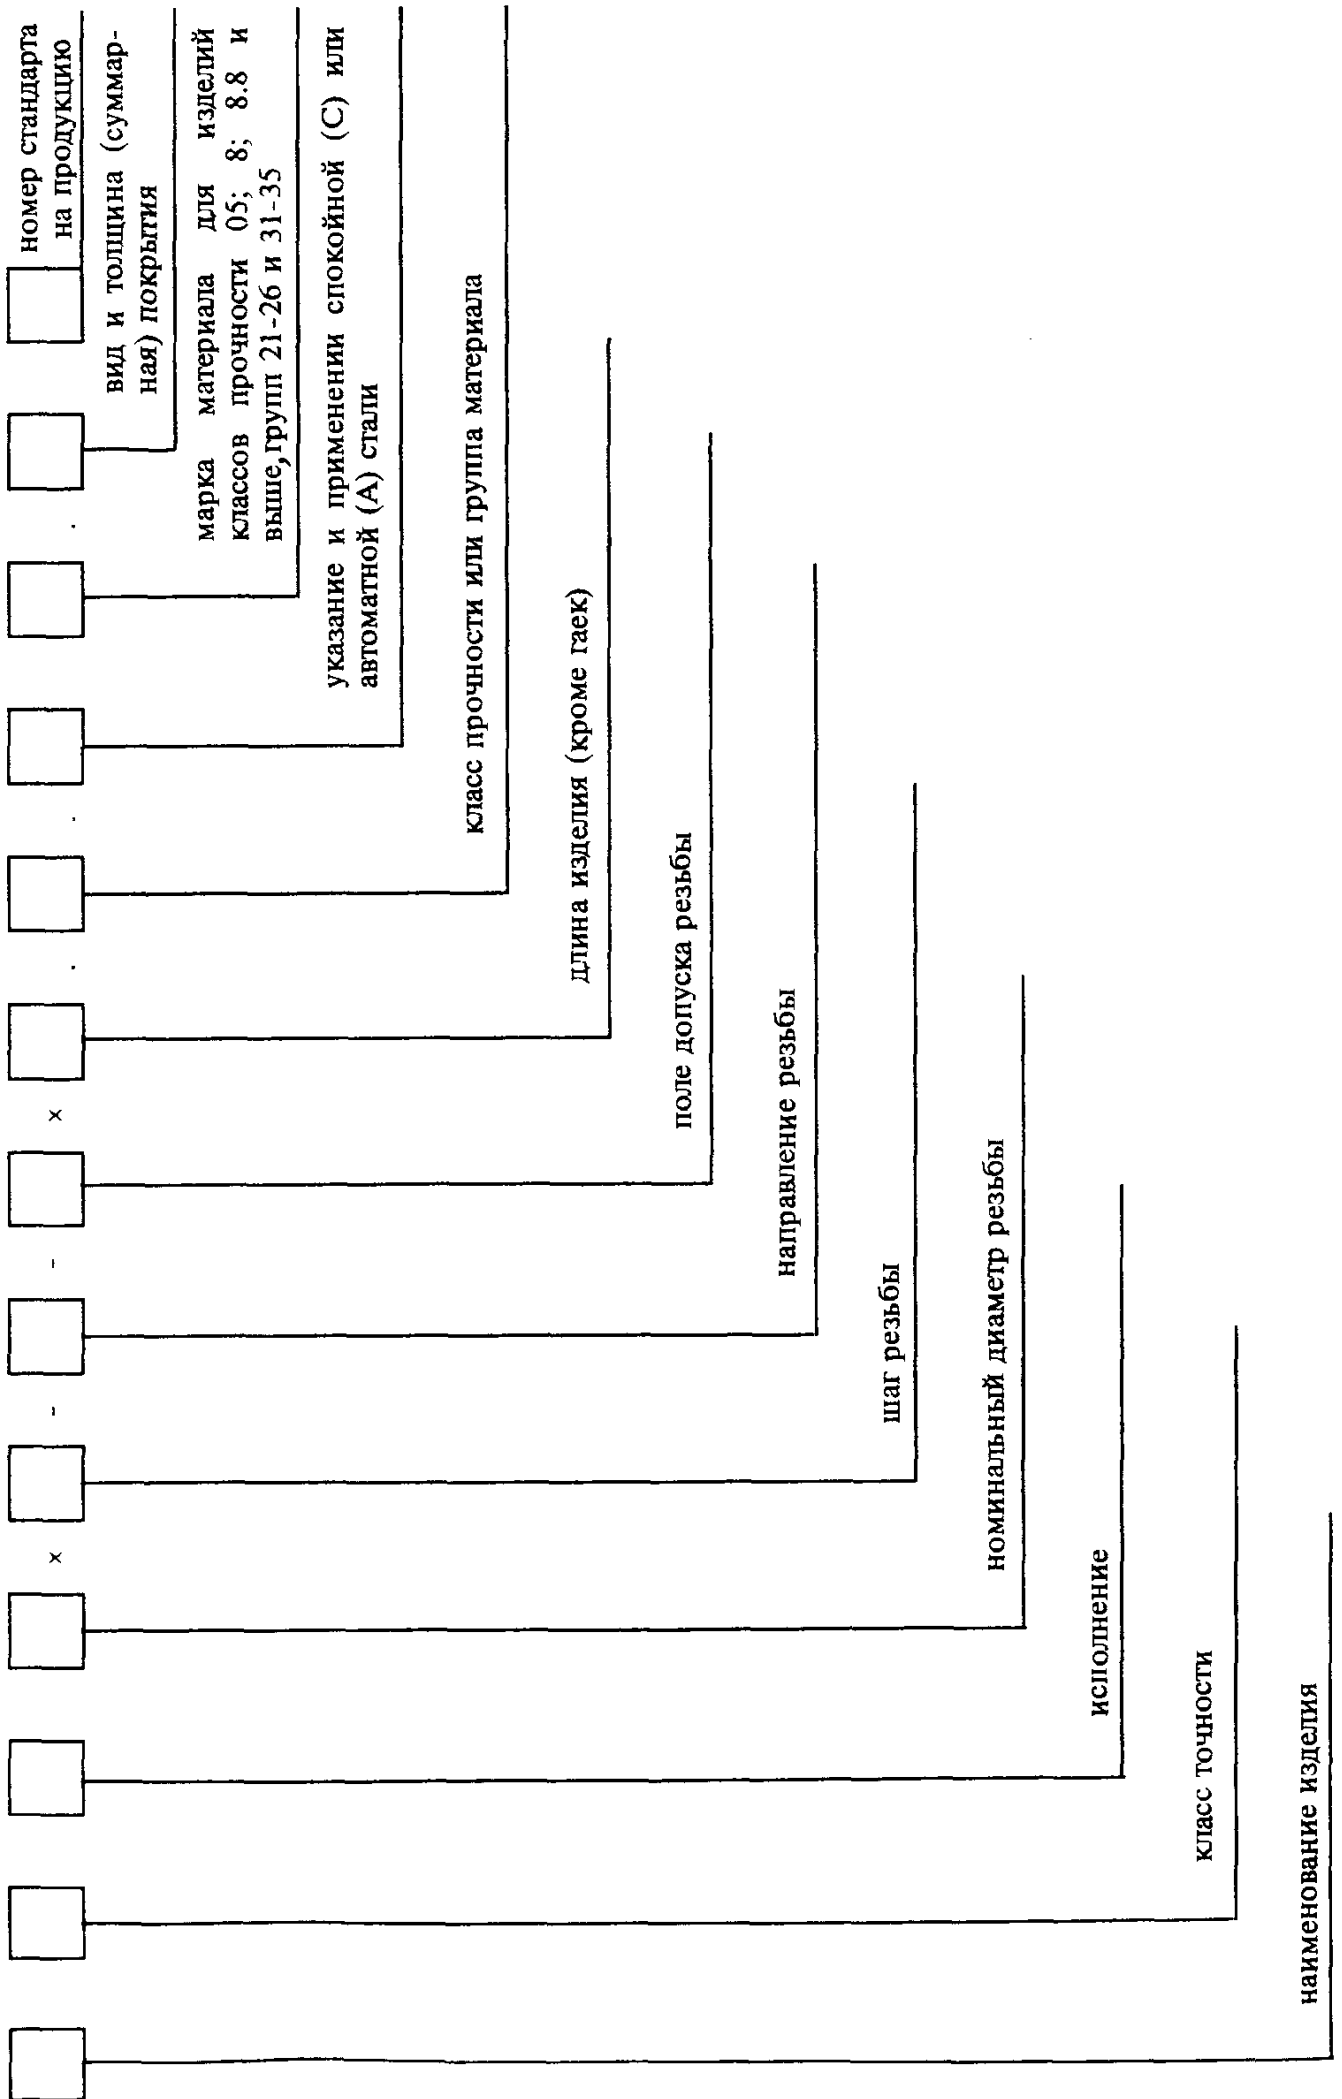 х - - х . . .
номер стандарта
на продукцию
вид и толщина (суммар-
ная) покрытия
марка материала для изделий
классов прочности 05; 8; 8.8 и
выше, групп 21-26 и 31-35
указание и применении спокойной (С) или
автоматной (А) стали
класс прочности или группа материала
длина изделия (кроме гаек)
поле допуска резьбы
направление резьбы
шаг резьбы
номинальный диаметр резьбы
исполнение
класс точности
наименование изделия